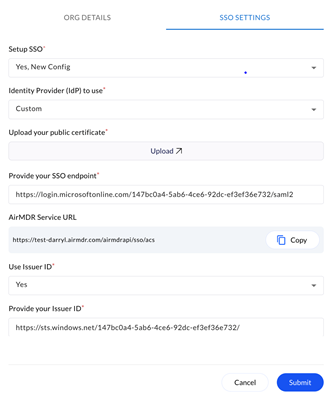 ORG DETAILS
SSO SETTINGS
Setup SSO*
Yes, New Config
Identity Provider (IdP) to use*
Custom
Upload your public certificate*
Upload
Provide your SSO endpoint*
https://login.microsoftonline.com/147bc0a4-5ab6-4ce6-92dc-ef3ef36e732/saml2
AirMDR Service URL
https://test-darryl.airmdr.com/airmdrapi/sso/acs
Copy
Use Issuer ID*
Yes
Provide your Issuer ID*
https://sts.windows.net/147bc0a4-5ab6-4ce6-92dc-ef3ef36e732/
Cancel
Submit